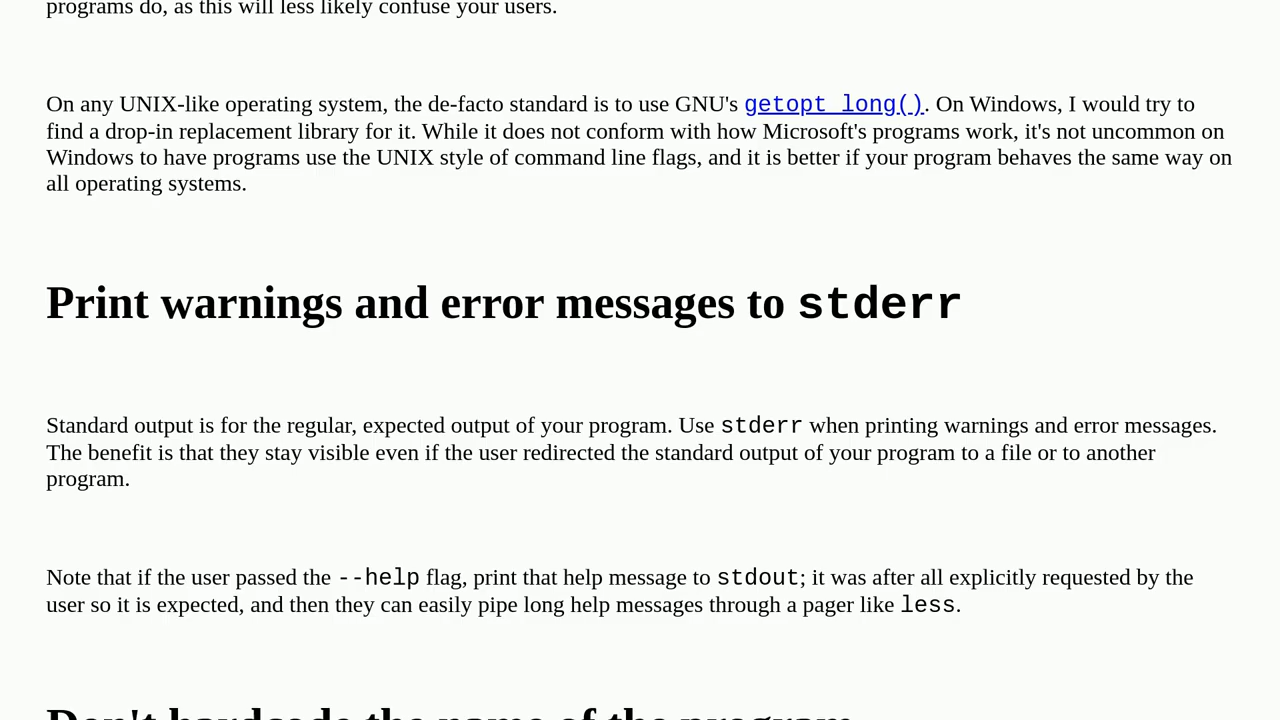 programs do, as this will less likely confuse your users.
On any UNIX-like operating system, the de-facto standard is to use GNU's getopt_long(). On Windows, I would try to
find a drop-in replacement library for it. While it does not conform with how Microsoft's programs work, it's not uncommon on
Windows to have programs use the UNIX style of command line flags, and it is better if your program behaves the same way on
all operating systems.
Print warnings and error messages to stderr
Standard output is for the regular, expected output of your program. Use stderr when printing warnings and error messages.
The benefit is that they stay visible even if the user redirected the standard output of your program to a file or to another
program.
Note that if the user passed the --help flag, print that help message to stdout; it was after all explicitly requested by the
user so it is expected, and then they can easily pipe long help messages through a pager like less.
Don't hardcode the name of the program